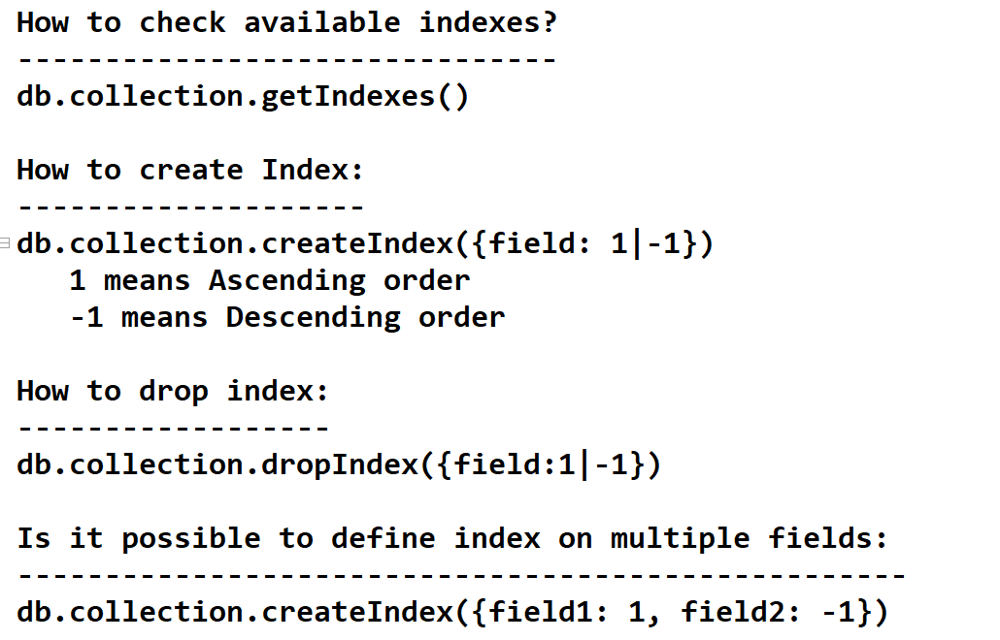 How to check available indexes?
-------------------------------
db.collection.getIndexes()
How to create Index:
--------------------
db.collection.createIndex({field: 1|-1})
1 means Ascending order
-1 means Descending order
How to drop index:
------------------
db.collection.dropIndex({field:1|-1})
Is it possible to define index on multiple fields:
---------------------------------------------------
db.collection.createIndex({field1: 1, field2: -1})